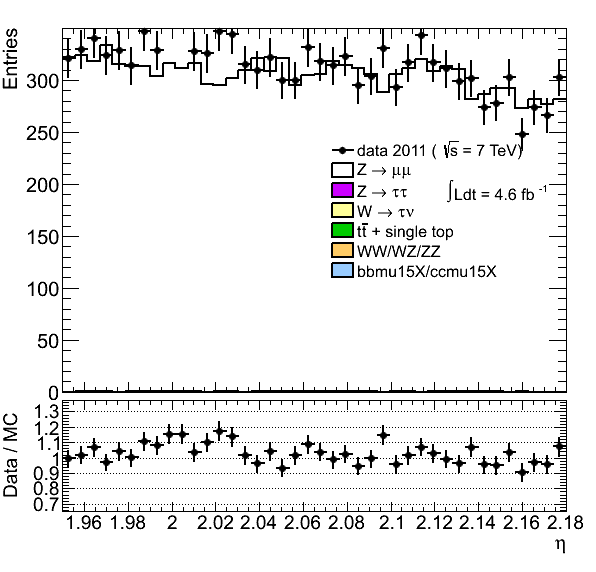 Entries
300
250
200
150
100
50
0
data 2011 ( √s = 7 TeV)
Z → μμ
Z → ττ
∫Ldt = 4.6 fb⁻¹
W → τν
tt̄ + single top
WW/WZ/ZZ
bbmu15X/ccmu15X
Data / MC
1.3
1.2
1.1
1
0.9
0.8
0.7
1.96 1.98 2 2.02 2.04 2.06 2.08 2.1 2.12 2.14 2.16 2.18
η